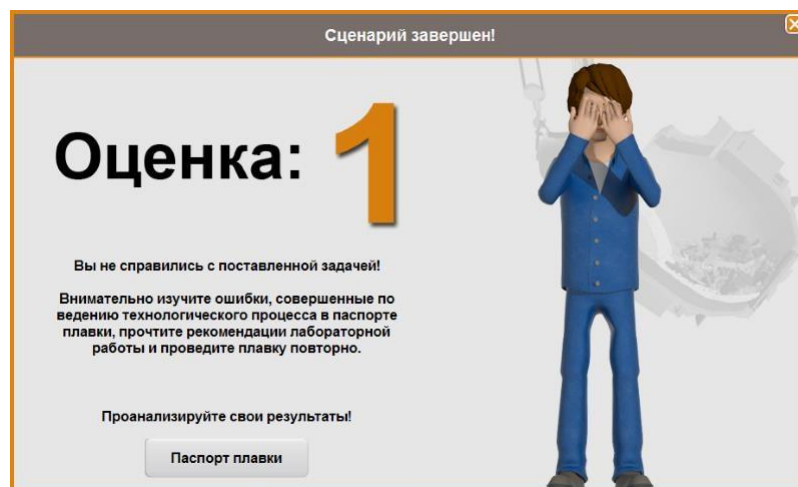 Сценарий завершен!
Оценка: 1
Вы не справились с поставленной задачей!
Внимательно изучите ошибки, совершенные по
ведению технологического процесса в паспорте
плавки, прочтите рекомендации лабораторной
работы и проведите плавку повторно.
Проанализируйте свои результаты!
Паспорт плавки